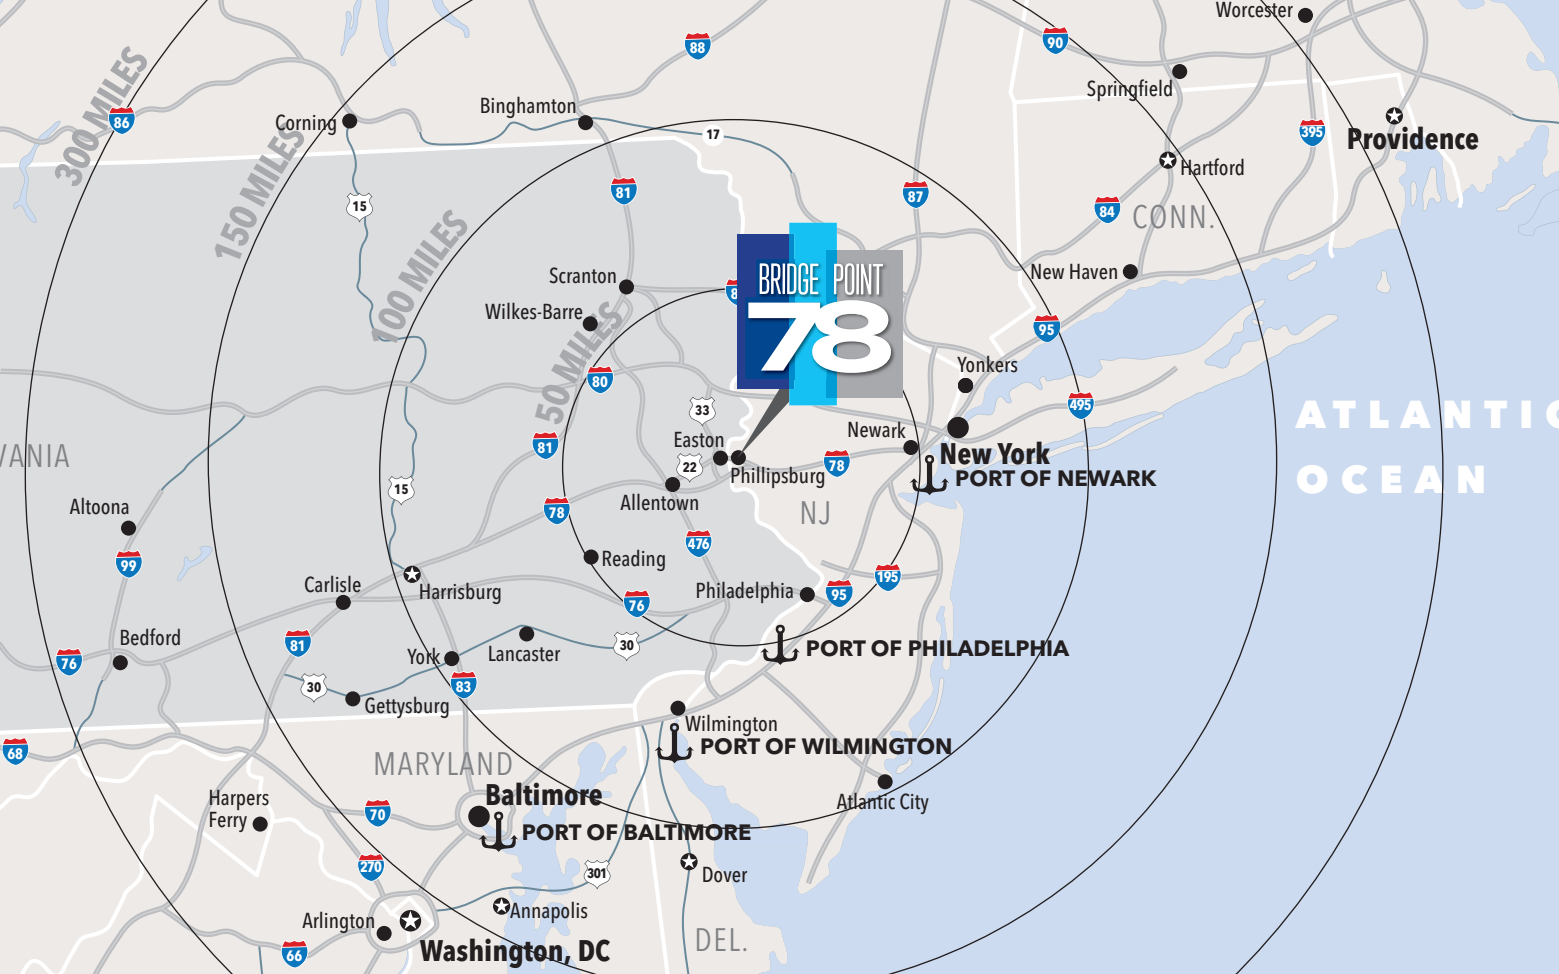 Worcester
88
90
Springfield
300 MILES
86
Corning
Binghamton
17
395
Providence
150 MILES
Hartford
81
87
15
84
CONN.
100 MILES
New Haven
Scranton
BRIDGE POINT
78
Wilkes-Barre
95
50 MILES
Yonkers
80
495
33
ATLANTIC
Newark
Easton
81
New York
VANIA
22
78
Phillipsburg
PORT OF NEWARK
OCEAN
15
Allentown
Altoona
78
NJ
476
99
Reading
195
Carlisle
Harrisburg
Philadelphia
95
76
Bedford
81
30
PORT OF PHILADELPHIA
76
York
Lancaster
30
83
Gettysburg
Wilmington
68
MARYLAND
PORT OF WILMINGTON
Harpers
Ferry
Baltimore
Atlantic City
70
PORT OF BALTIMORE
270
301
Dover
Arlington
Annapolis
66
Washington, DC
DEL.